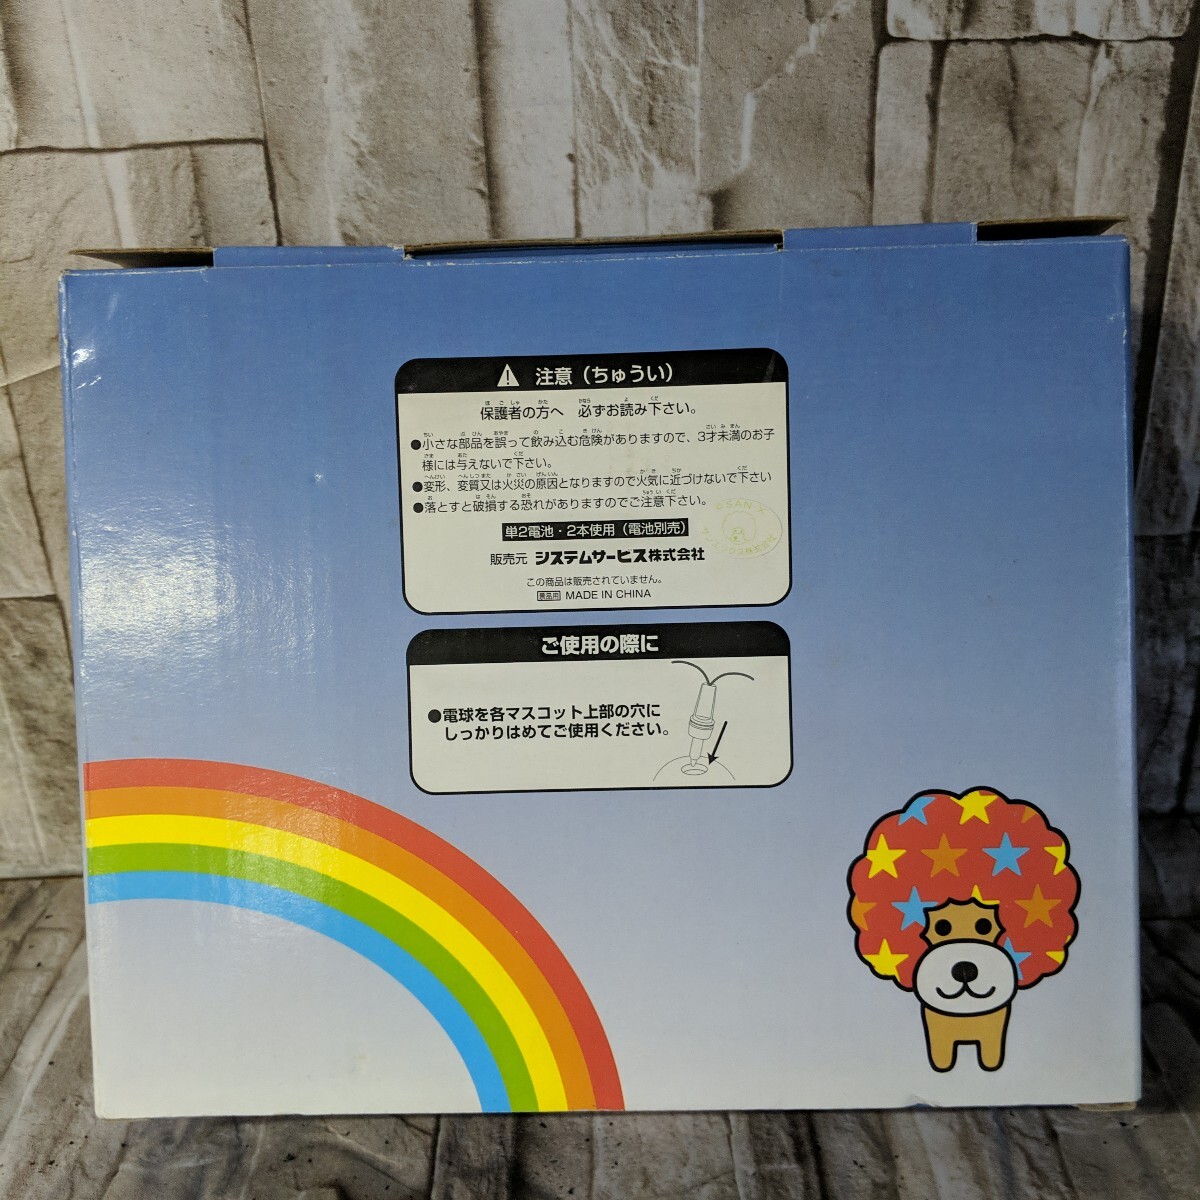 注意（ちゅうい）
保護者の方へ 必ずお読み下さい。
●小さな部品を誤って飲み込む危険がありますので、3才未満のお子
様には与えないで下さい。
●変形、変質又は火災の原因となりますので火気に近づけないで下さい
●落とすと破損する恐れがありますのでご注意下さい。
単2電池・2本使用（電池別売）
販売元 システムサービス株式会社
この商品は販売されていません。
景品用 MADE IN CHINA
ご使用の際に
●電球を各マスコット上部の穴に
しっかりはめてご使用ください。